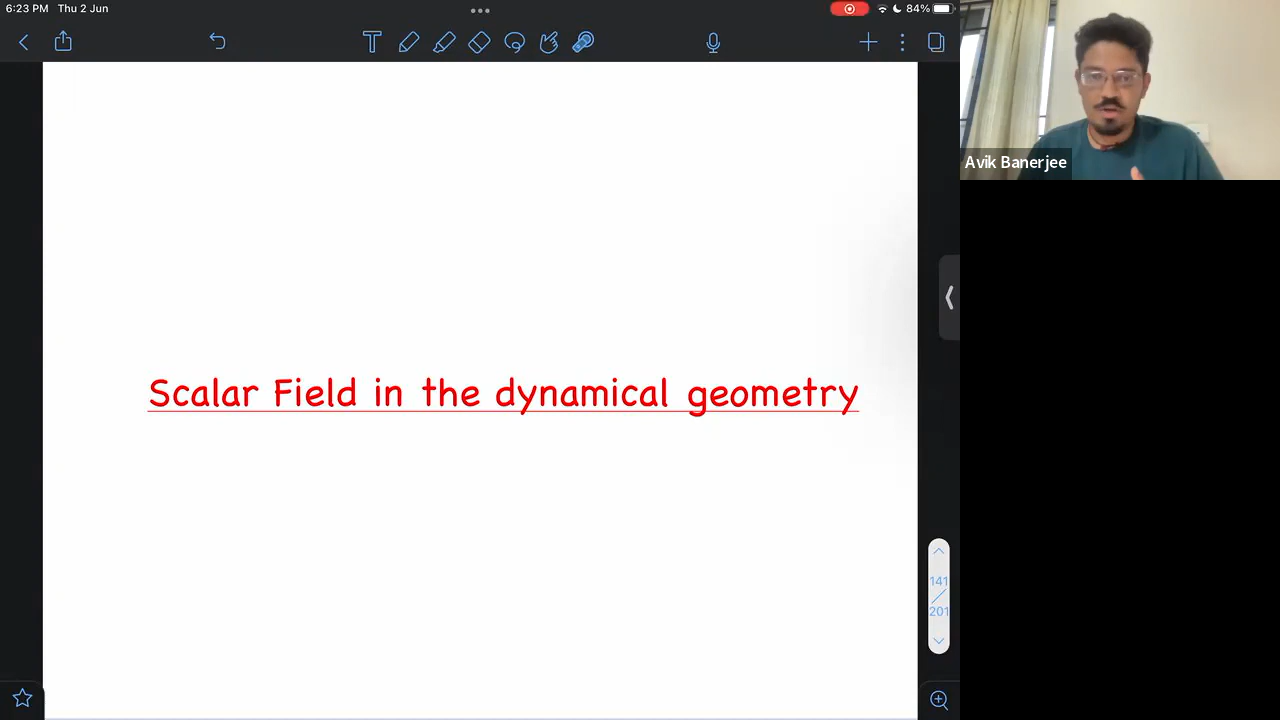 6:23 PM Thu 2 Jun
84%
Avik Banerjee
Scalar Field in the dynamical geometry
141
201